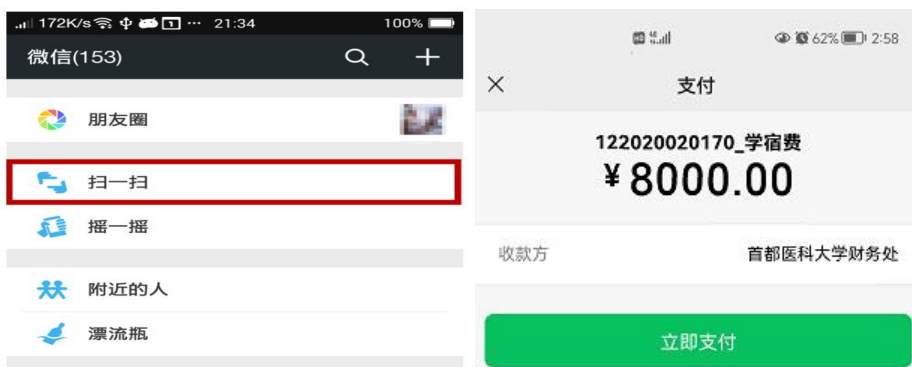 172K/s 1 ··· 21:34 100%
微信(153)
朋友圈
扫一扫
摇一摇
附近的人
漂流瓶
62% 2:58
支付
122020020170_学宿费
¥8000.00
收款方 首都医科大学财务处
立即支付